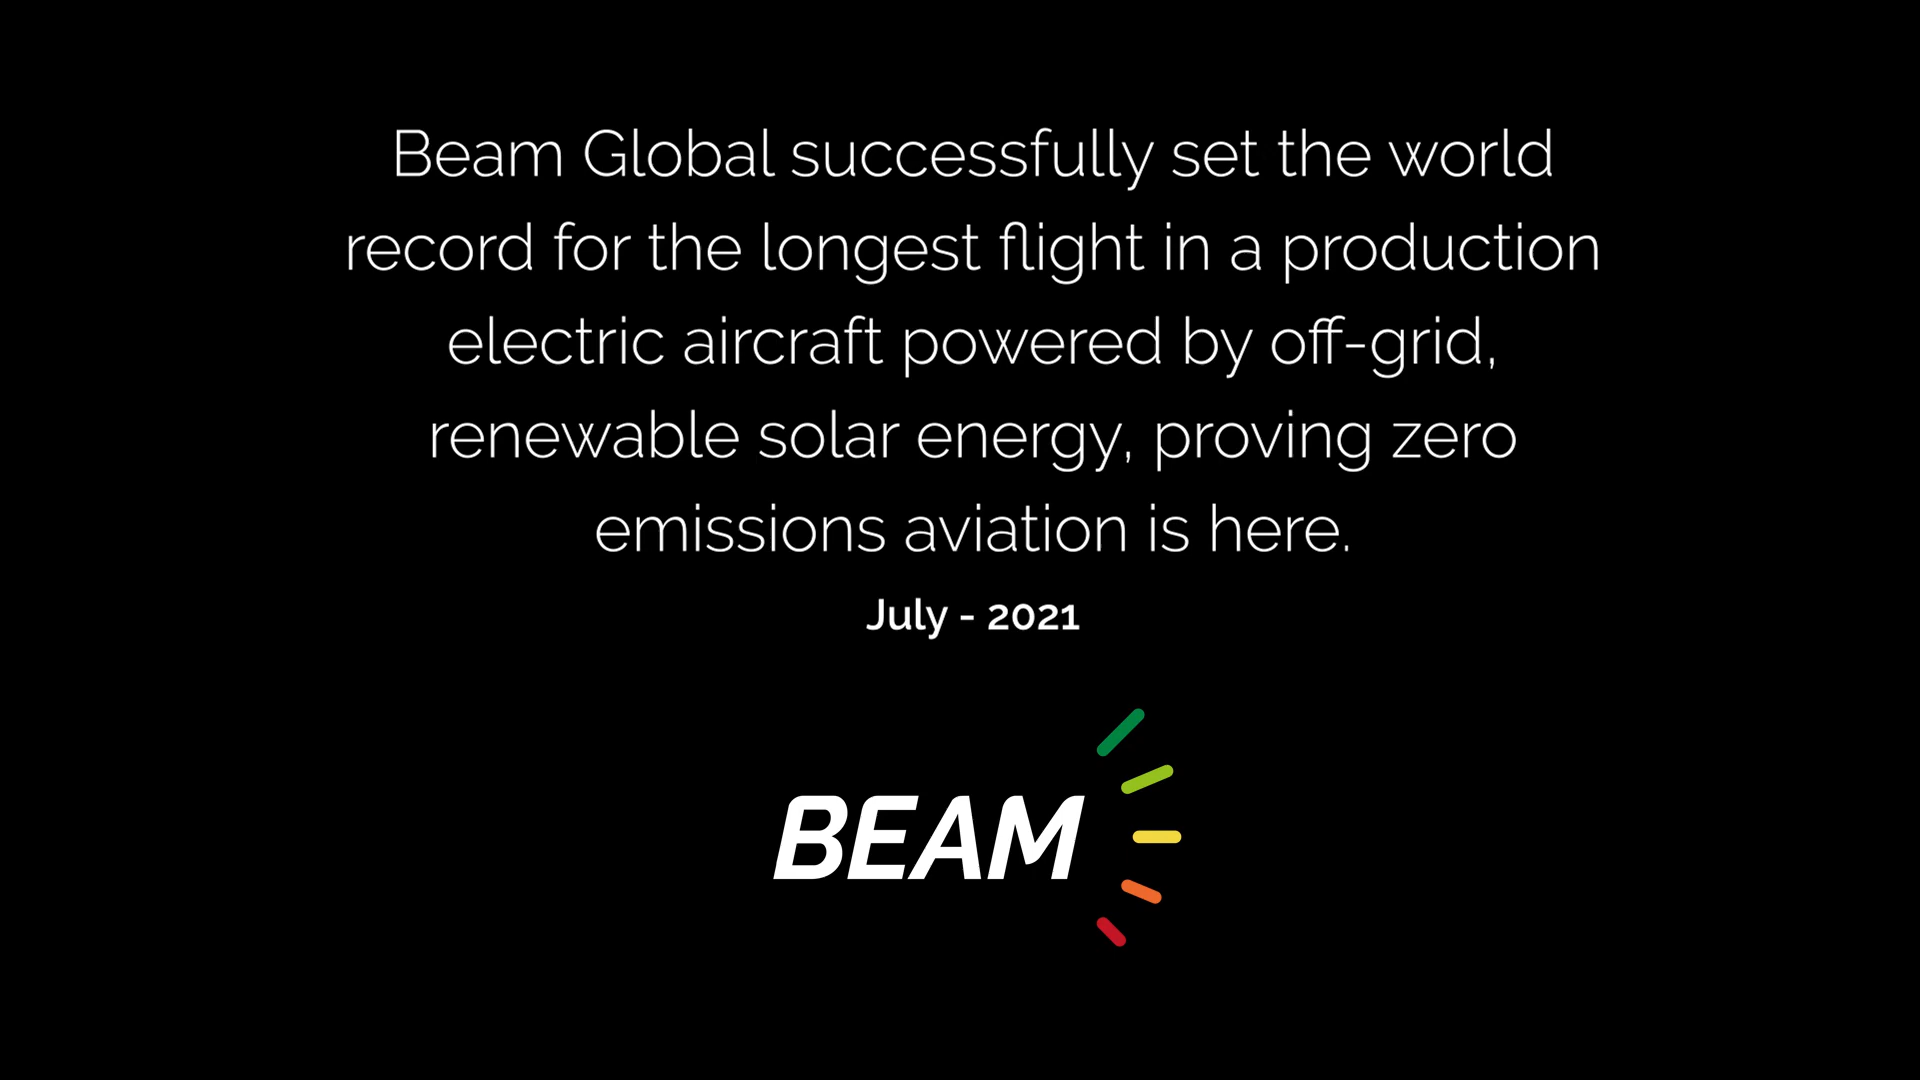 Beam Global successfully set the world
record for the longest flight in a production
electric aircraft powered by off-grid,
renewable solar energy, proving zero
emissions aviation is here.
July - 2021
BEAM